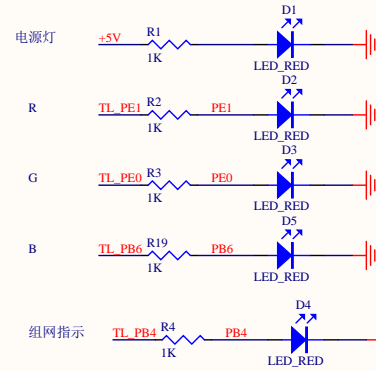 D1
电源灯 +5V R1
1K LED_RED
D2
R TL_PE1 R2 PE1
1K LED_RED
D3
G TL_PE0 R3 PE0
1K LED_RED
D5
B TL_PB6 R19 PB6
1K LED_RED
D4
组网指示 TL_PB4 R4 PB4
1K LED_RED